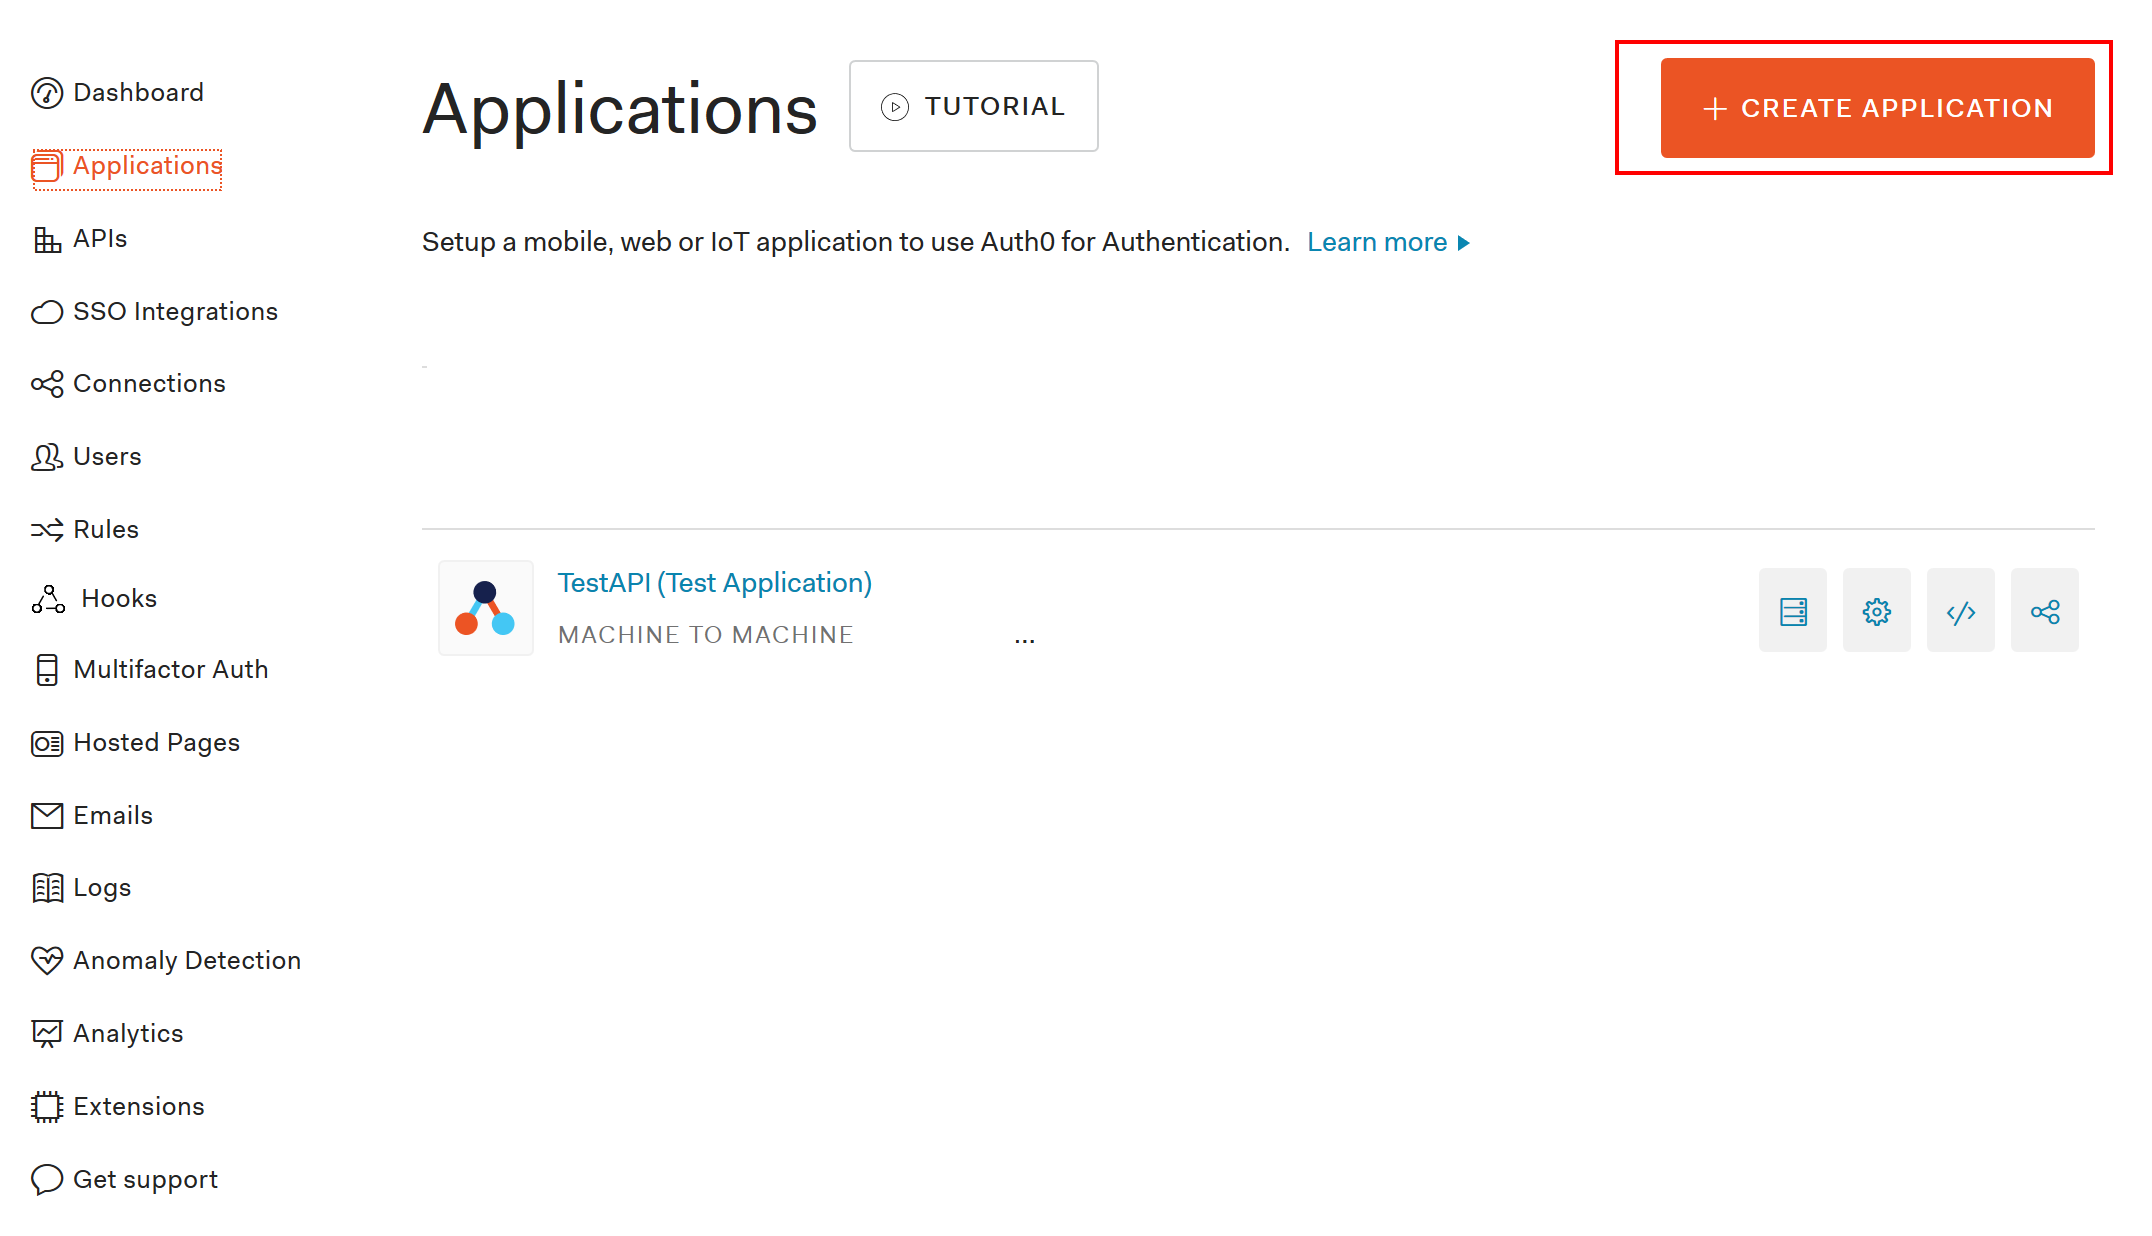 Dashboard
Applications
APIs
SSO Integrations
Connections
Users
Rules
Hooks
Multifactor Auth
Hosted Pages
Emails
Logs
Anomaly Detection
Analytics
Extensions
Get support
Applications
TUTORIAL
+ CREATE APPLICATION
Setup a mobile, web or IoT application to use Auth0 for Authentication. Learn more
TestAPI (Test Application)
MACHINE TO MACHINE ...